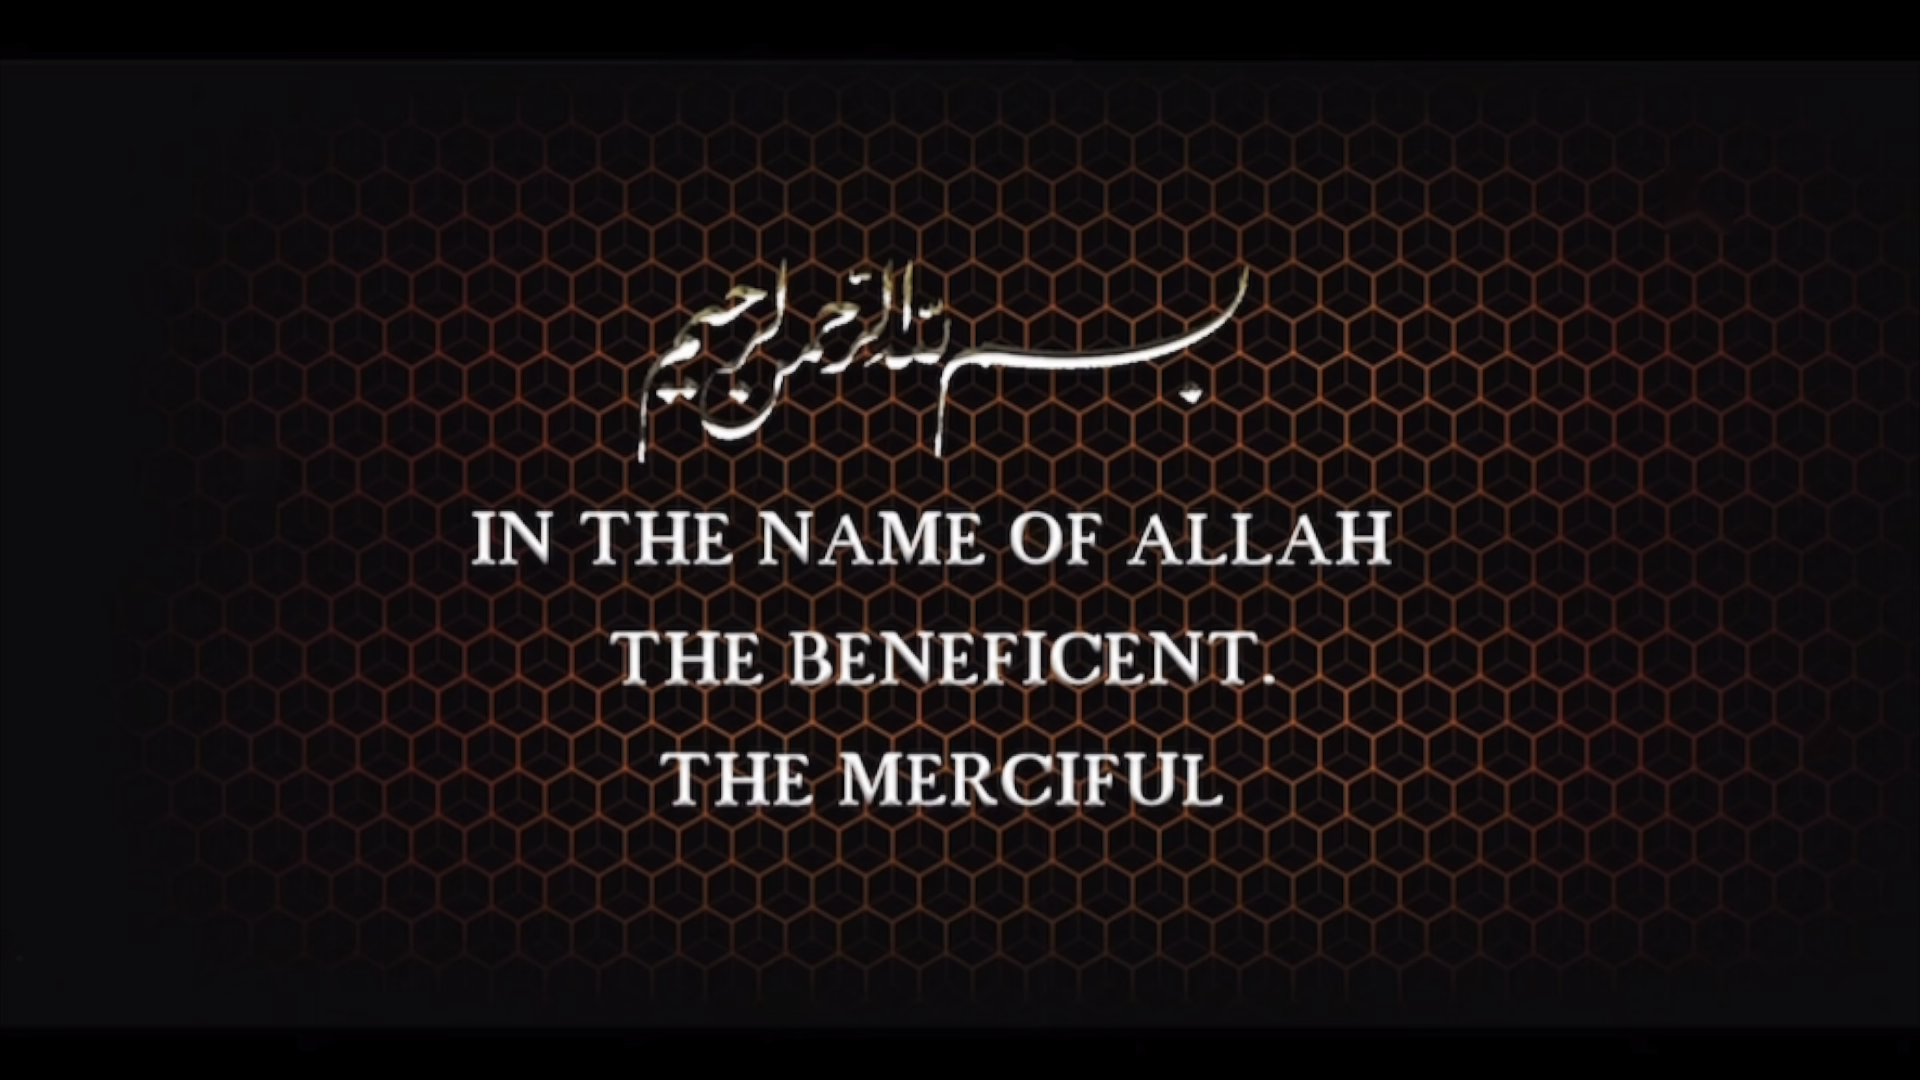 بسم الله الرحمن الرحيم
IN THE NAME OF ALLAH
THE BENEFICENT.
THE MERCIFUL